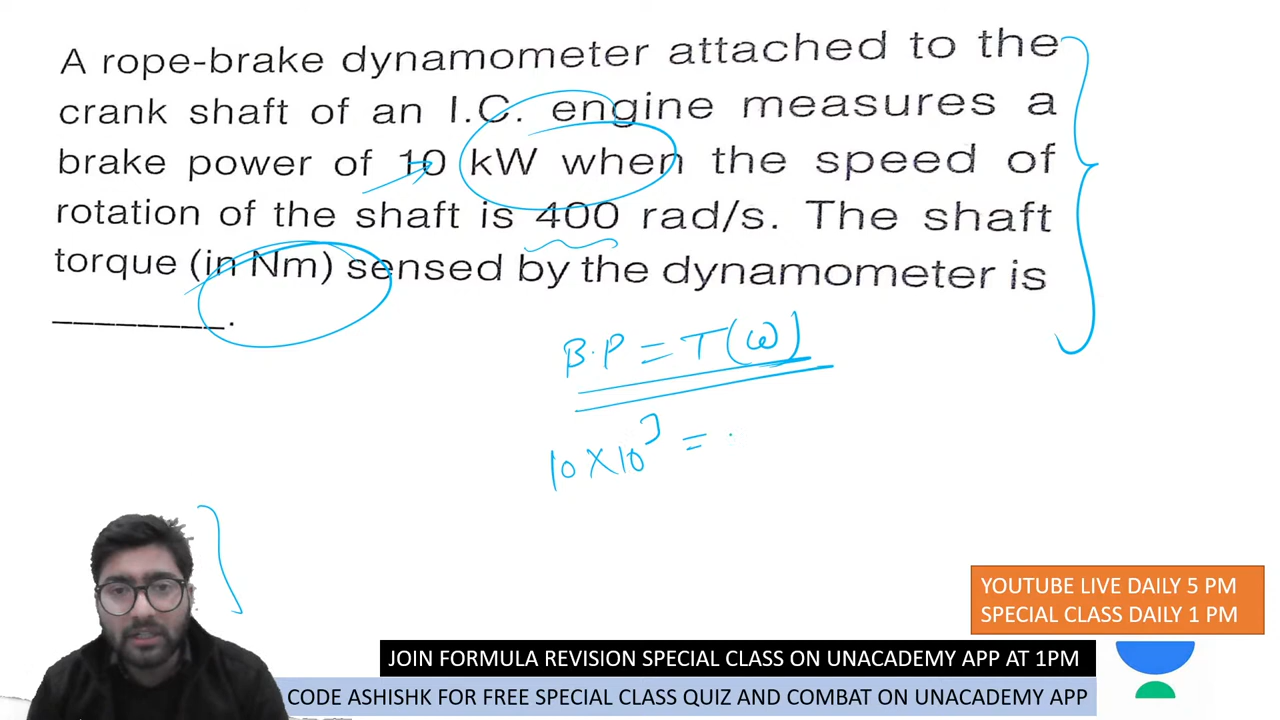 A rope-brake dynamometer attached to the
crank shaft of an I.C. engine measures a
brake power of 10 kW when the speed of
rotation of the shaft is 400 rad/s. The shaft
torque (in Nm) sensed by the dynamometer is
________.
B.P = T(ω)
10×10³ =
YOUTUBE LIVE DAILY 5 PM
SPECIAL CLASS DAILY 1 PM
JOIN FORMULA REVISION SPECIAL CLASS ON UNACADEMY APP AT 1PM
CODE ASHISHK FOR FREE SPECIAL CLASS QUIZ AND COMBAT ON UNACADEMY APP